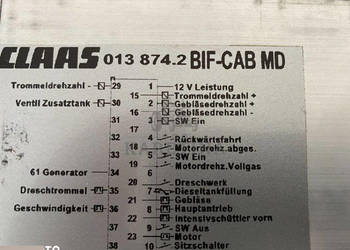 CLAAS 013 874.2 BIF-CAB MD
Trommeldrehzahl - 29 1 12 V Leistung
15 Trommeldrehzahl +
Ventil Zusatztank 30 2 Gebläsedrehzahl +
16 Gebläsedrehzahl -
31 3 SW Ein
17
32 4 Rückwärtsfahrt
18 Motordrehz.abges.
33 5 SW Ein
19 Motordrehz.Vollgas
61 Generator 34 6
20 Dreschwerk
Dreschtrommel 35 7 Dieseltankfüllung
21 Gebläse
Geschwindigkeit 36 8 Hauptantrieb
22 Intensivschüttler vorn
37 9 SW Aus
23 Motor
38 10 Sitzschalter